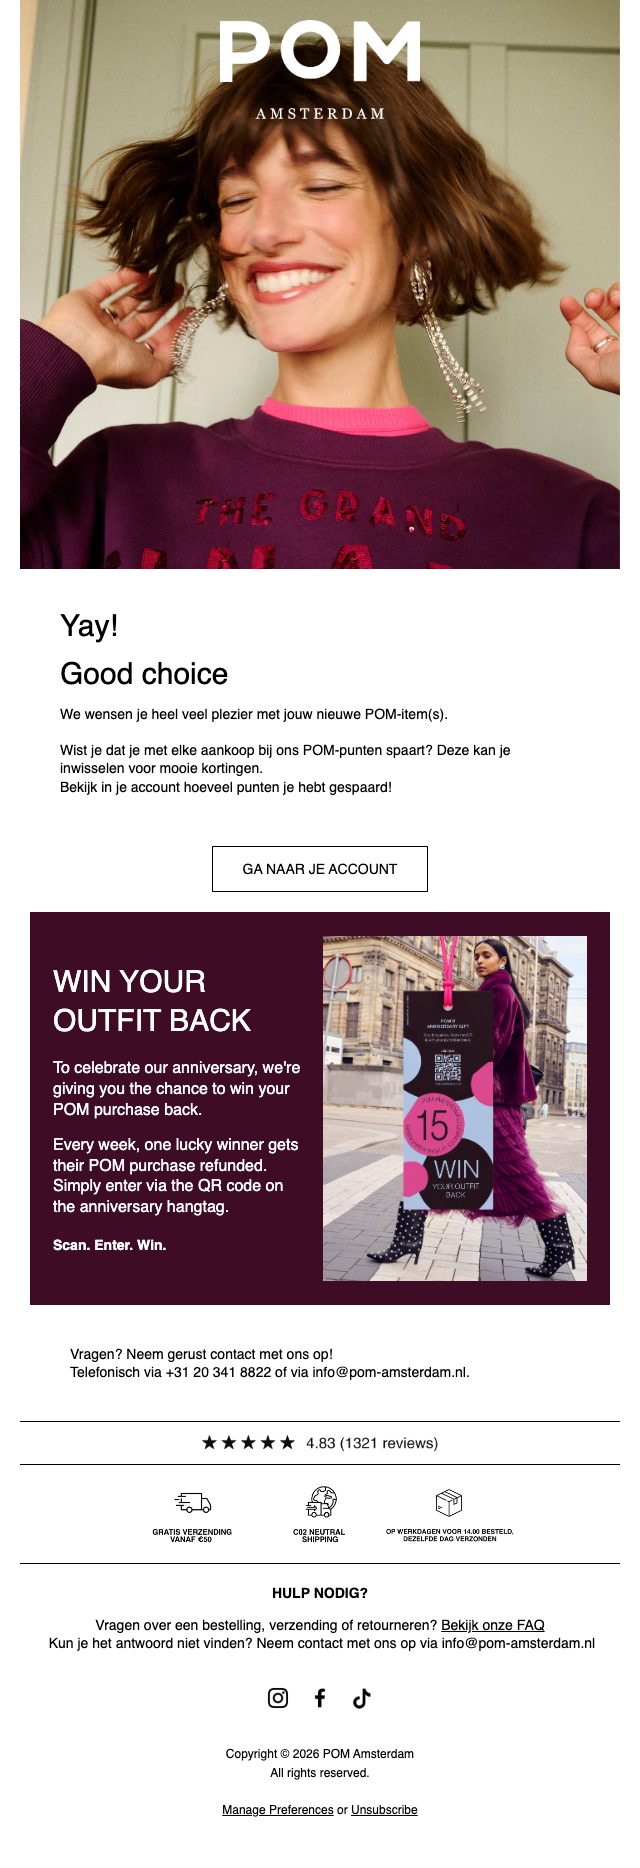 POM
AMSTERDAM
THE GRAND
Yay!
Good choice
We wensen je heel veel plezier met jouw nieuwe POM-item(s).
Wist je dat je met elke aankoop bij ons POM-punten spaart? Deze kan je
inwisselen voor mooie kortingen.
Bekijk in je account hoeveel punten je hebt gespaard!
GA NAAR JE ACCOUNT
WIN YOUR
OUTFIT BACK
To celebrate our anniversary, we're
giving you the chance to win your
POM purchase back.
Every week, one lucky winner gets
their POM purchase refunded.
Simply enter via the QR code on
the anniversary hangtag.
Scan. Enter. Win.
ANNIVERSARY GIFT
15
WIN
YOUR OUTFIT
BACK
Vragen? Neem gerust contact met ons op!
Telefonisch via +31 20 341 8822 of via info@pom-amsterdam.nl.
4.83 (1321 reviews)
GRATIS VERZENDING
VANAF €50
C02 NEUTRAL
SHIPPING
OP WERKDAGEN VOOR 14.00 BESTELD,
DEZELFDE DAG VERZONDEN
HULP NODIG?
Vragen over een bestelling, verzending of retourneren? Bekijk onze FAQ
Kun je het antwoord niet vinden? Neem contact met ons op via info@pom-amsterdam.nl
Copyright © 2026 POM Amsterdam
All rights reserved.
Manage Preferences or Unsubscribe